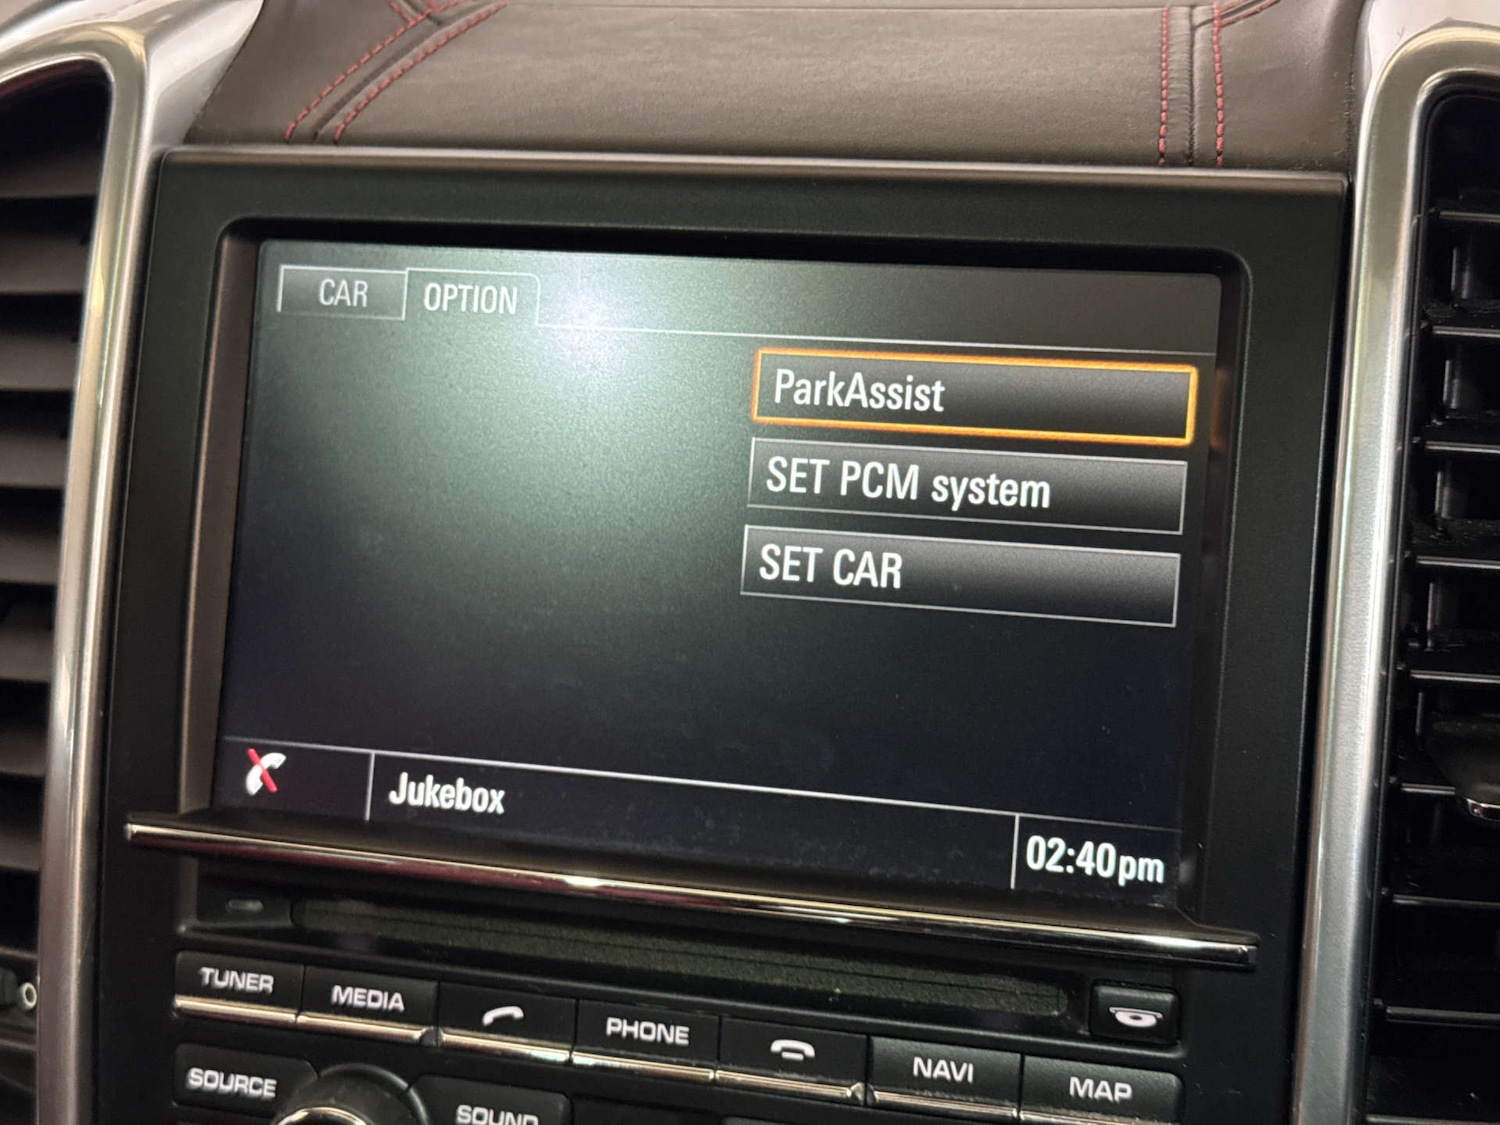 CAR OPTION
ParkAssist
SET PCM system
SET CAR
Jukebox
02:40pm
TUNER MEDIA PHONE NAVI MAP
SOURCE SOUND